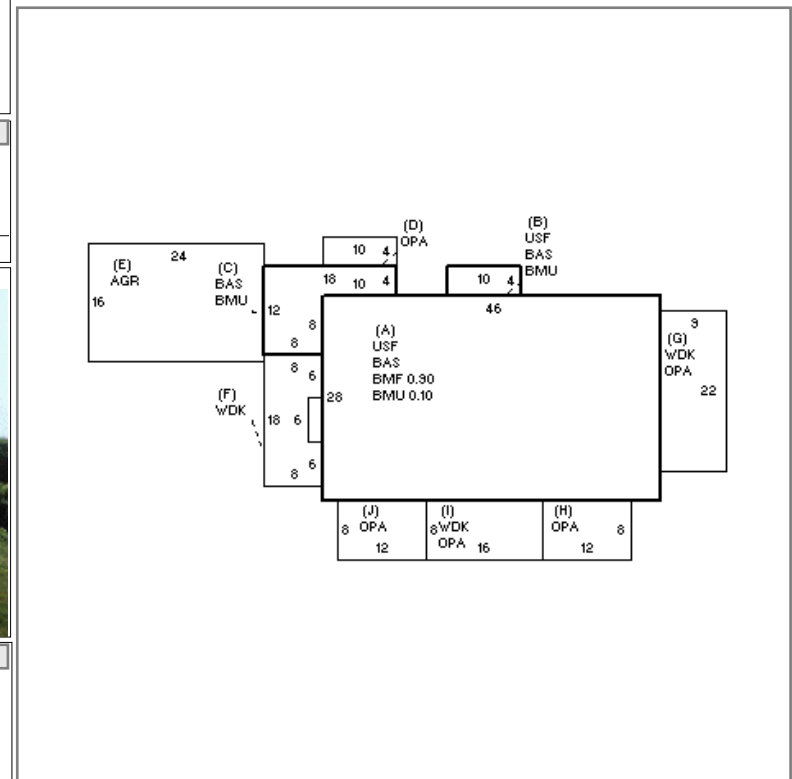 (D)
OPA
10 4
(B)
USF
BAS
BMU
10 4
(E)
AGR
24
16
(C)
BAS
BMU
18 10 4
12
8
8
46
(A)
USF
BAS
BMF 0.90
BMU 0.10
28
9
(G)
WDK
OPA
22
(F)
WDK
8
6
18 6
6
8
(J)
OPA
8
12
(I)
WDK
OPA
8
16
(H)
OPA
8
12